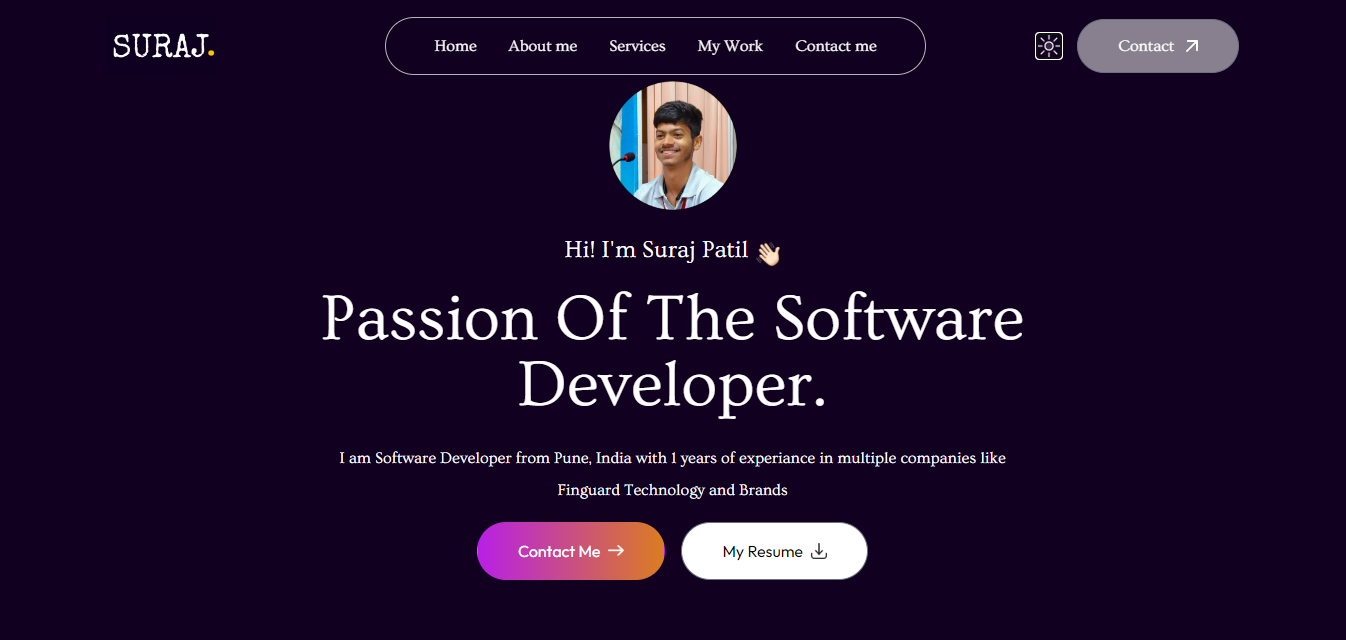 SURAJ.
Home About me Services My Work Contact me
Contact
Hi! I'm Suraj Patil
Passion Of The Software
Developer.
I am Software Developer from Pune, India with 1 years of experiance in multiple companies like
Finguard Technology and Brands
Contact Me
My Resume